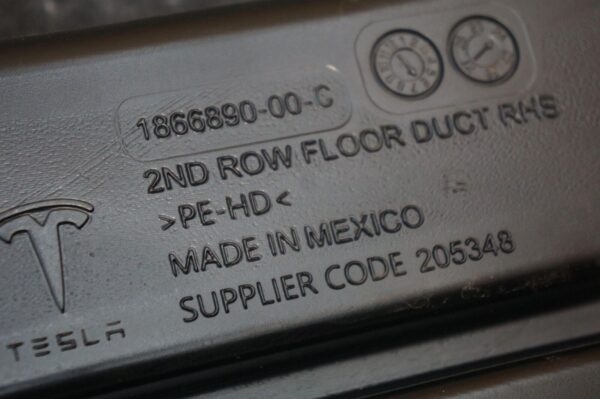 1866890-00-C
2ND ROW FLOOR DUCT RHS
>PE-HD<
MADE IN MEXICO
SUPPLIER CODE 205348
TESLA